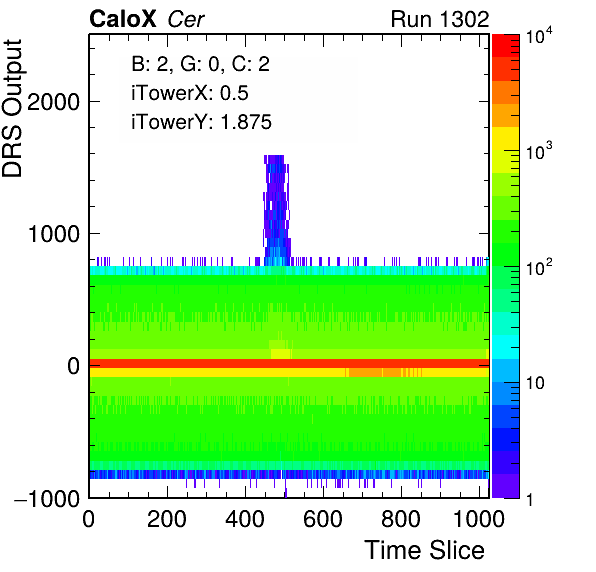 CaloX Cer Run 1302
B: 2, G: 0, C: 2
iTowerX: 0.5
iTowerY: 1.875
DRS Output
2000
1000
0
−1000
0 200 400 600 800 1000
Time Slice
10^4
10^3
10^2
10
1